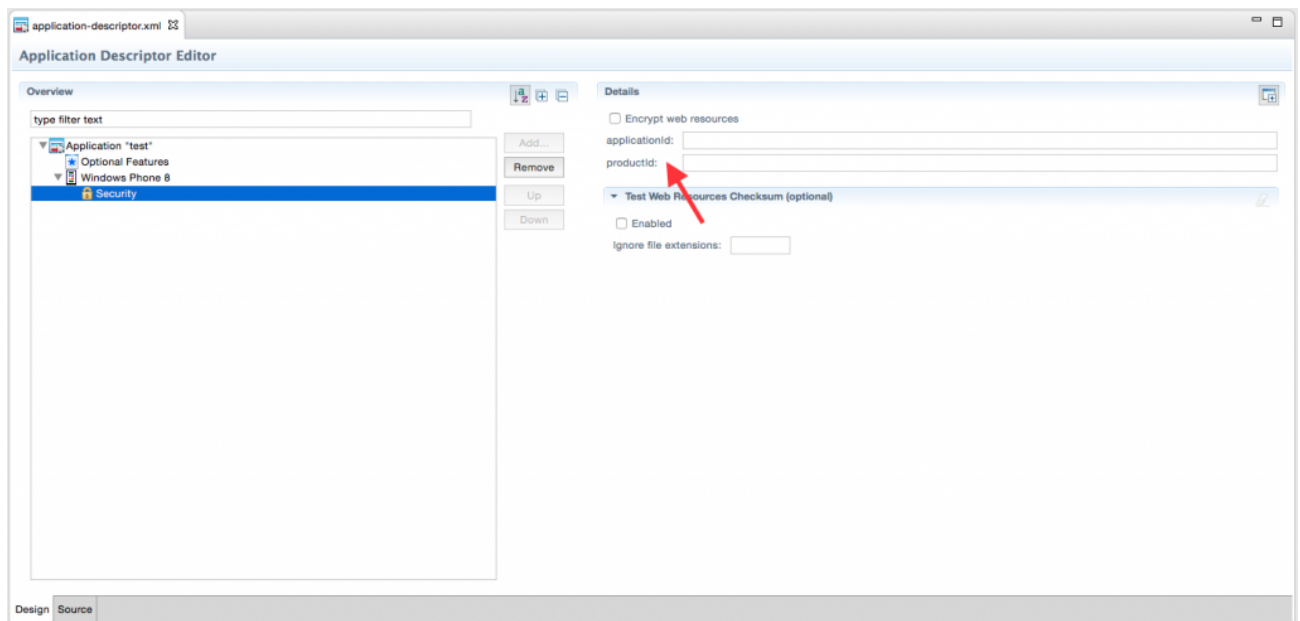 application-descriptor.xml
Application Descriptor Editor
Overview
type filter text
Application "test"
Optional Features
Windows Phone 8
Security
Add...
Remove
Up
Down
Details
Encrypt web resources
applicationId:
productId:
Test Web Resources Checksum (optional)
Enabled
Ignore file extensions:
Design Source